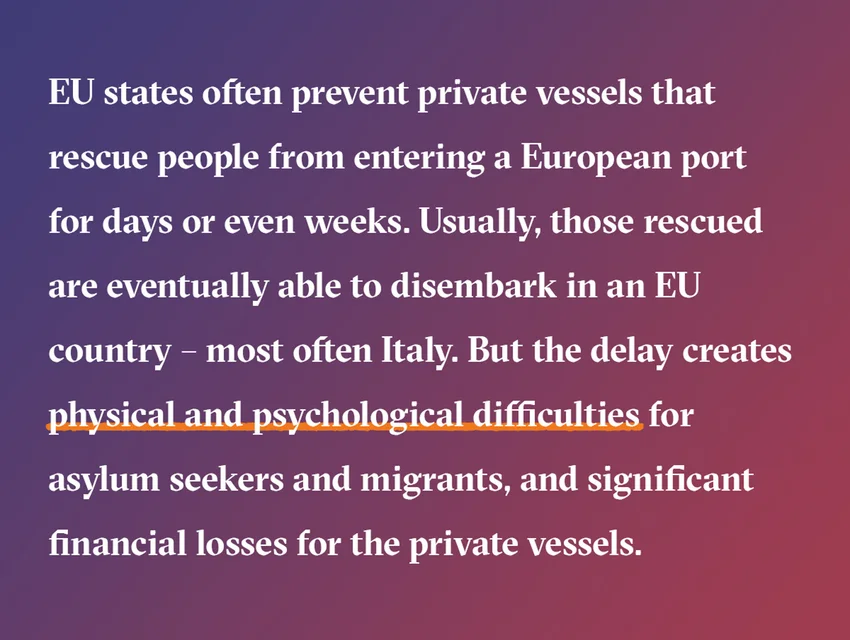 EU states often prevent private vessels that
rescue people from entering a European port
for days or even weeks. Usually, those rescued
are eventually able to disembark in an EU
country – most often Italy. But the delay creates
physical and psychological difficulties for
asylum seekers and migrants, and significant
financial losses for the private vessels.